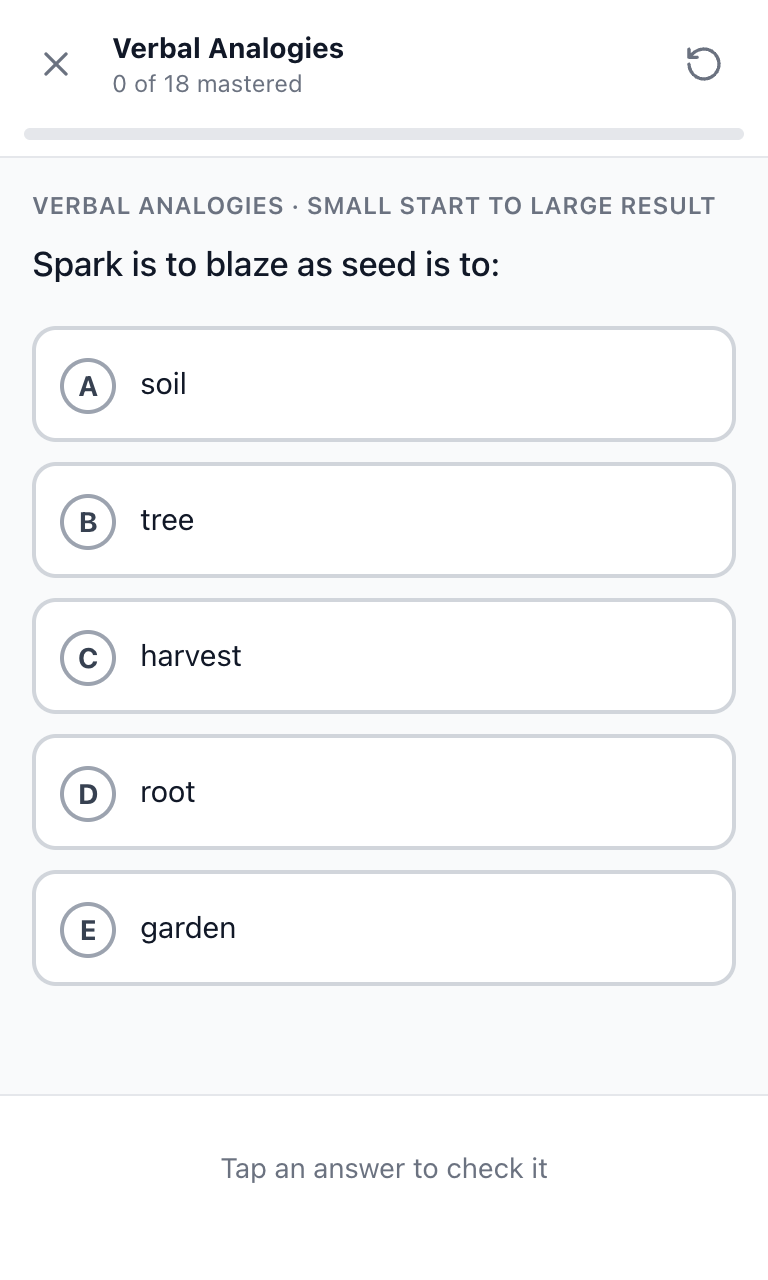 Verbal Analogies
0 of 18 mastered
VERBAL ANALOGIES · SMALL START TO LARGE RESULT
Spark is to blaze as seed is to:
A soil
B tree
C harvest
D root
E garden
Tap an answer to check it